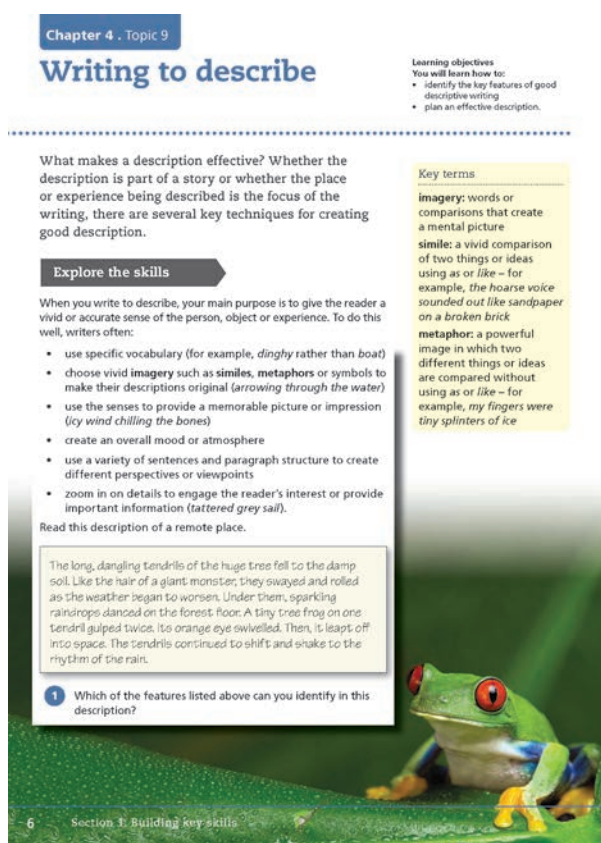 Chapter 4 . Topic 9
Writing to describe
Learning objectives
You will learn how to:
• identify the key features of good
descriptive writing
• plan an effective description.
What makes a description effective? Whether the
description is part of a story or whether the place
or experience being described is the focus of the
writing, there are several key techniques for creating
good description.
Explore the skills
When you write to describe, your main purpose is to give the reader a
vivid or accurate sense of the person, object or experience. To do this
well, writers often:
• use specific vocabulary (for example, dinghy rather than boat)
• choose vivid imagery such as similes, metaphors or symbols to
make their descriptions original (arrowing through the water)
• use the senses to provide a memorable picture or impression
(icy wind chilling the bones)
• create an overall mood or atmosphere
• use a variety of sentences and paragraph structure to create
different perspectives or viewpoints
• zoom in on details to engage the reader's interest or provide
important information (tattered grey sail).
Read this description of a remote place.
The long, dangling tendrils of the huge tree fell to the damp
soil. Like the hair of a giant monster, they swayed and rolled
as the weather began to worsen. Under them, sparkling
raindrops danced on the forest floor. A tiny tree frog on one
tendril gulped twice. Its orange eye swivelled. Then, it leapt off
into space. The tendrils continued to shift and shake to the
rhythm of the rain.
1 Which of the features listed above can you identify in this
description?
Key terms
imagery: words or
comparisons that create
a mental picture
simile: a vivid comparison
of two things or ideas
using as or like – for
example, the hoarse voice
sounded out like sandpaper
on a broken brick
metaphor: a powerful
image in which two
different things or ideas
are compared without
using as or like – for
example, my fingers were
tiny splinters of ice
6 Section 1: Building key skills